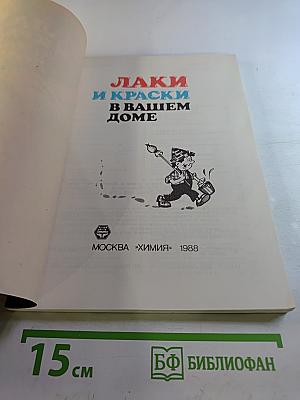 ЛАКИ
И КРАСКИ
В ВАШЕМ
ДОМЕ
МОСКВА «ХИМИЯ» 1988
15 см
БФ БИБЛИОФАН